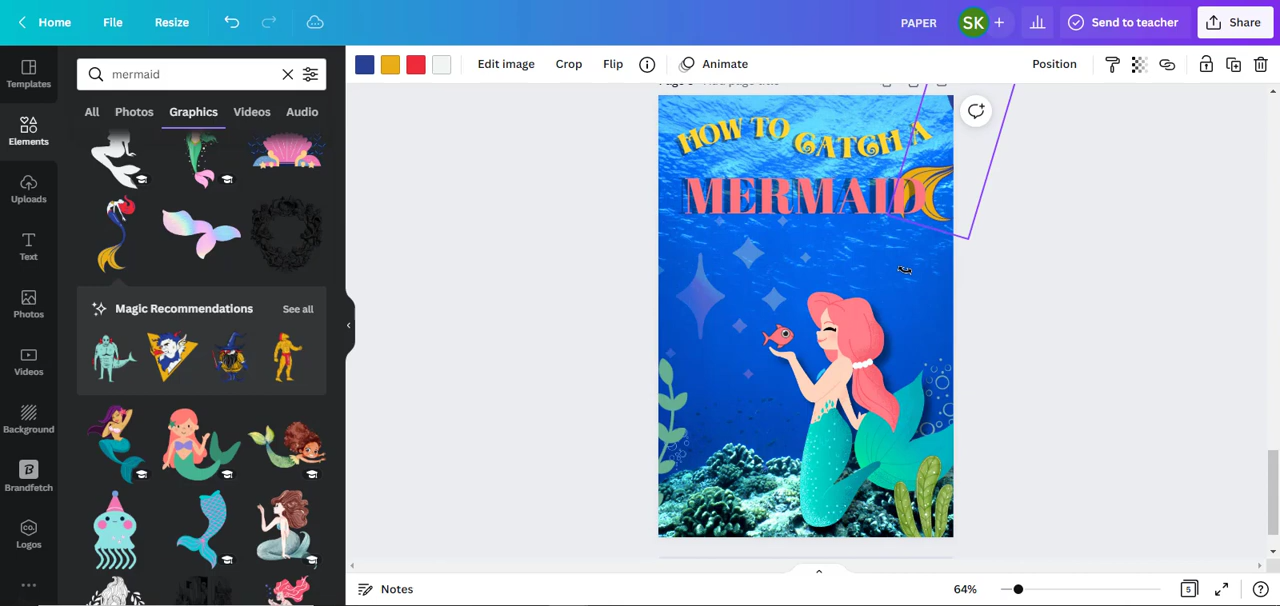 Home File Resize PAPER SK + Send to teacher Share
mermaid
Edit image Crop Flip Animate Position
Templates
Elements
Uploads
Text
Photos
Videos
Background
Brandfetch
Logos
All Photos Graphics Videos Audio
Magic Recommendations See all
B
CO.
HOW TO CATCH A
MERMAID
Notes 64% 5